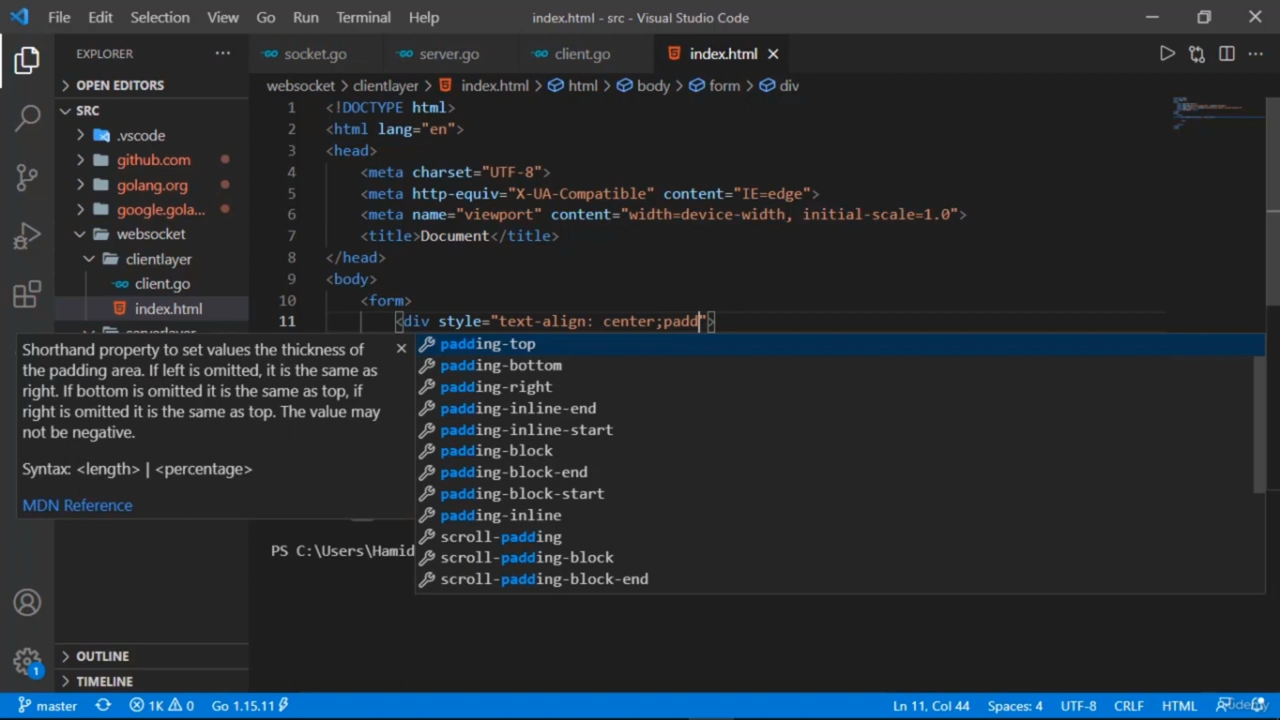 File Edit Selection View Go Run Terminal Help index.html - src - Visual Studio Code
EXPLORER
socket.go server.go client.go index.html
OPEN EDITORS
websocket > clientlayer > index.html > html > body > form > div
SRC
.vscode
github.com
golang.org
google.gola...
websocket
clientlayer
client.go
index.html
1 <!DOCTYPE html>
2 <html lang="en">
3 <head>
4 <meta charset="UTF-8">
5 <meta http-equiv="X-UA-Compatible" content="IE=edge">
6 <meta name="viewport" content="width=device-width, initial-scale=1.0">
7 <title>Document</title>
8 </head>
9 <body>
10 <form>
11 <div style="text-align: center;padd">
Shorthand property to set values the thickness of
the padding area. If left is omitted, it is the same as
right. If bottom is omitted it is the same as top, if
right is omitted it is the same as top. The value may
not be negative.
Syntax: <length> | <percentage>
MDN Reference
padding-top
padding-bottom
padding-right
padding-inline-end
padding-inline-start
padding-block
padding-block-end
padding-block-start
padding-inline
scroll-padding
scroll-padding-block
scroll-padding-block-end
PS C:\Users\Hamid
OUTLINE
TIMELINE
1
master 1K 0 Go 1.15.11 Ln 11, Col 44 Spaces: 4 UTF-8 CRLF HTML